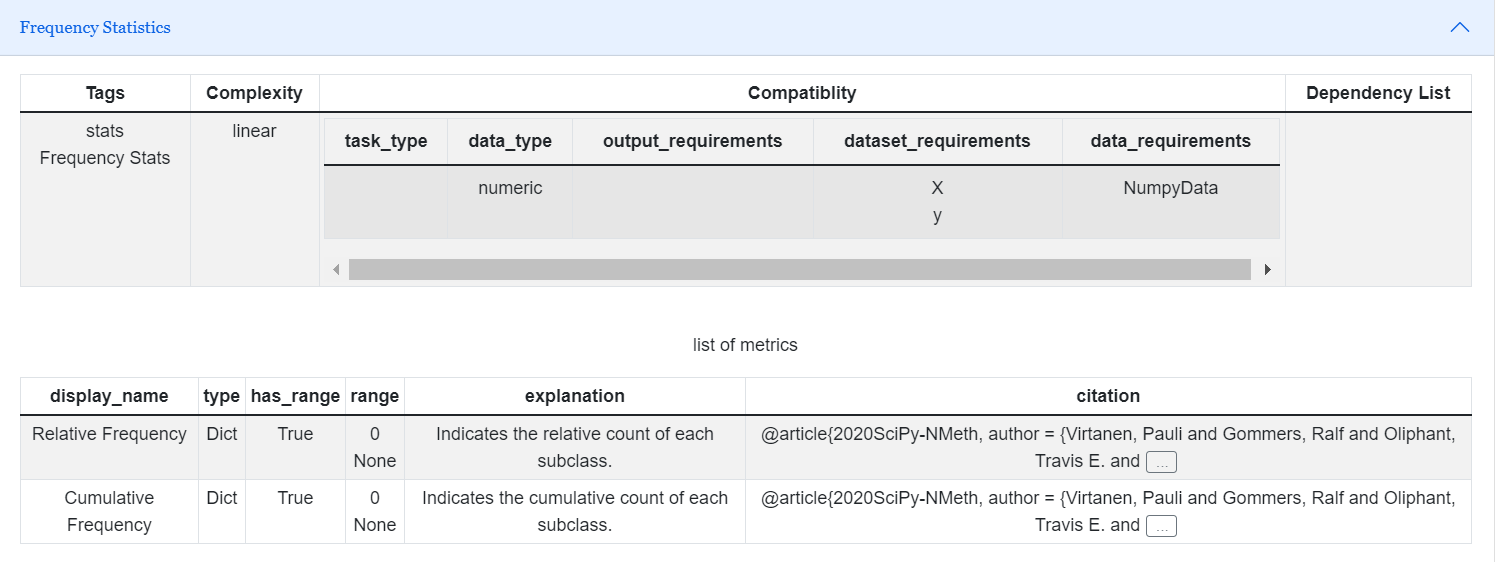 Frequency Statistics
Tags Complexity Compatiblity Dependency List
stats linear
Frequency Stats
task_type data_type output_requirements dataset_requirements data_requirements
numeric X NumpyData
y
list of metrics
display_name type has_range range explanation citation
Relative Frequency Dict True 0 Indicates the relative count of each @article{2020SciPy-NMeth, author = {Virtanen, Pauli and Gommers, Ralf and Oliphant,
None subclass. Travis E. and ...
Cumulative Dict True 0 Indicates the cumulative count of each @article{2020SciPy-NMeth, author = {Virtanen, Pauli and Gommers, Ralf and Oliphant,
Frequency None subclass. Travis E. and ...